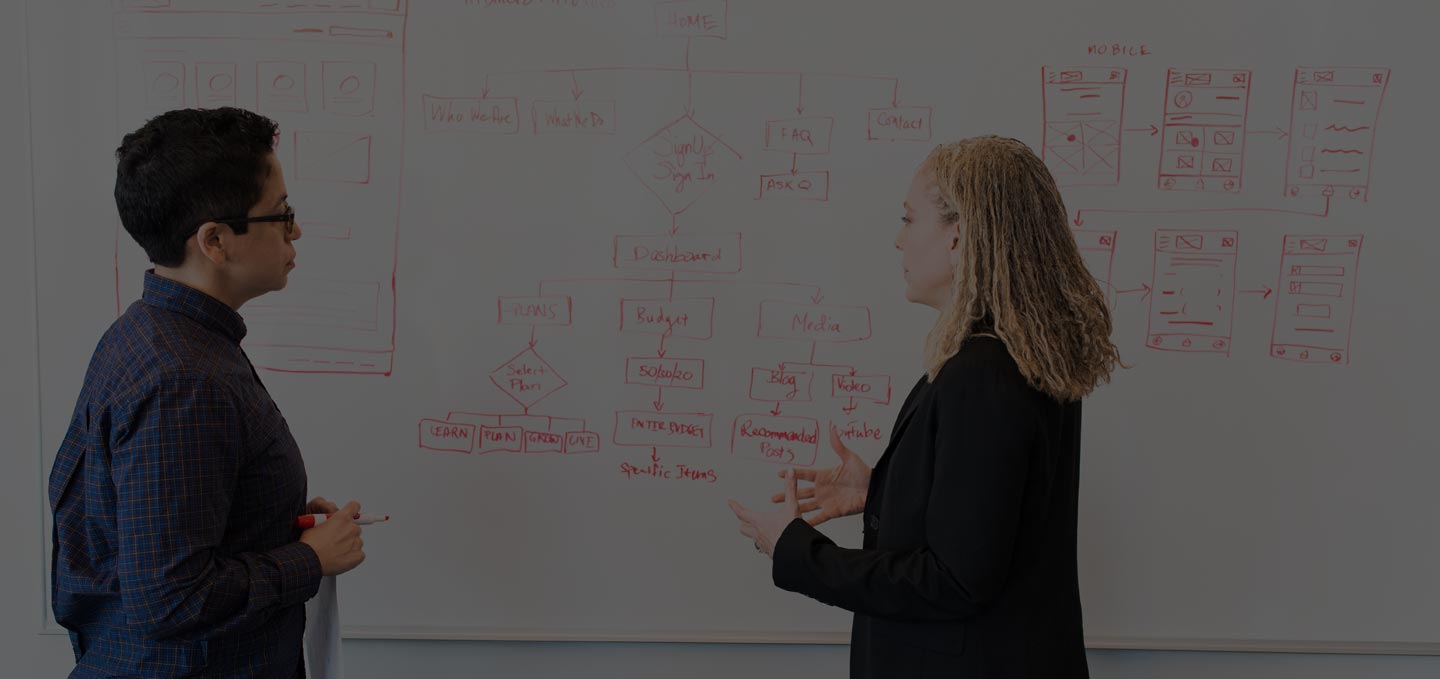 HOME
MOBILE
Who We Are
What We Do
Sign Up
Sign In
FAQ
Contact
ASK Q
Dashboard
PLANS
Budget
Media
Select
Plan
50/30/20
Blog
Video
LEARN
PLAN
GROW
LIVE
ENTER BUDGET
Recommended
Posts
Specific Items